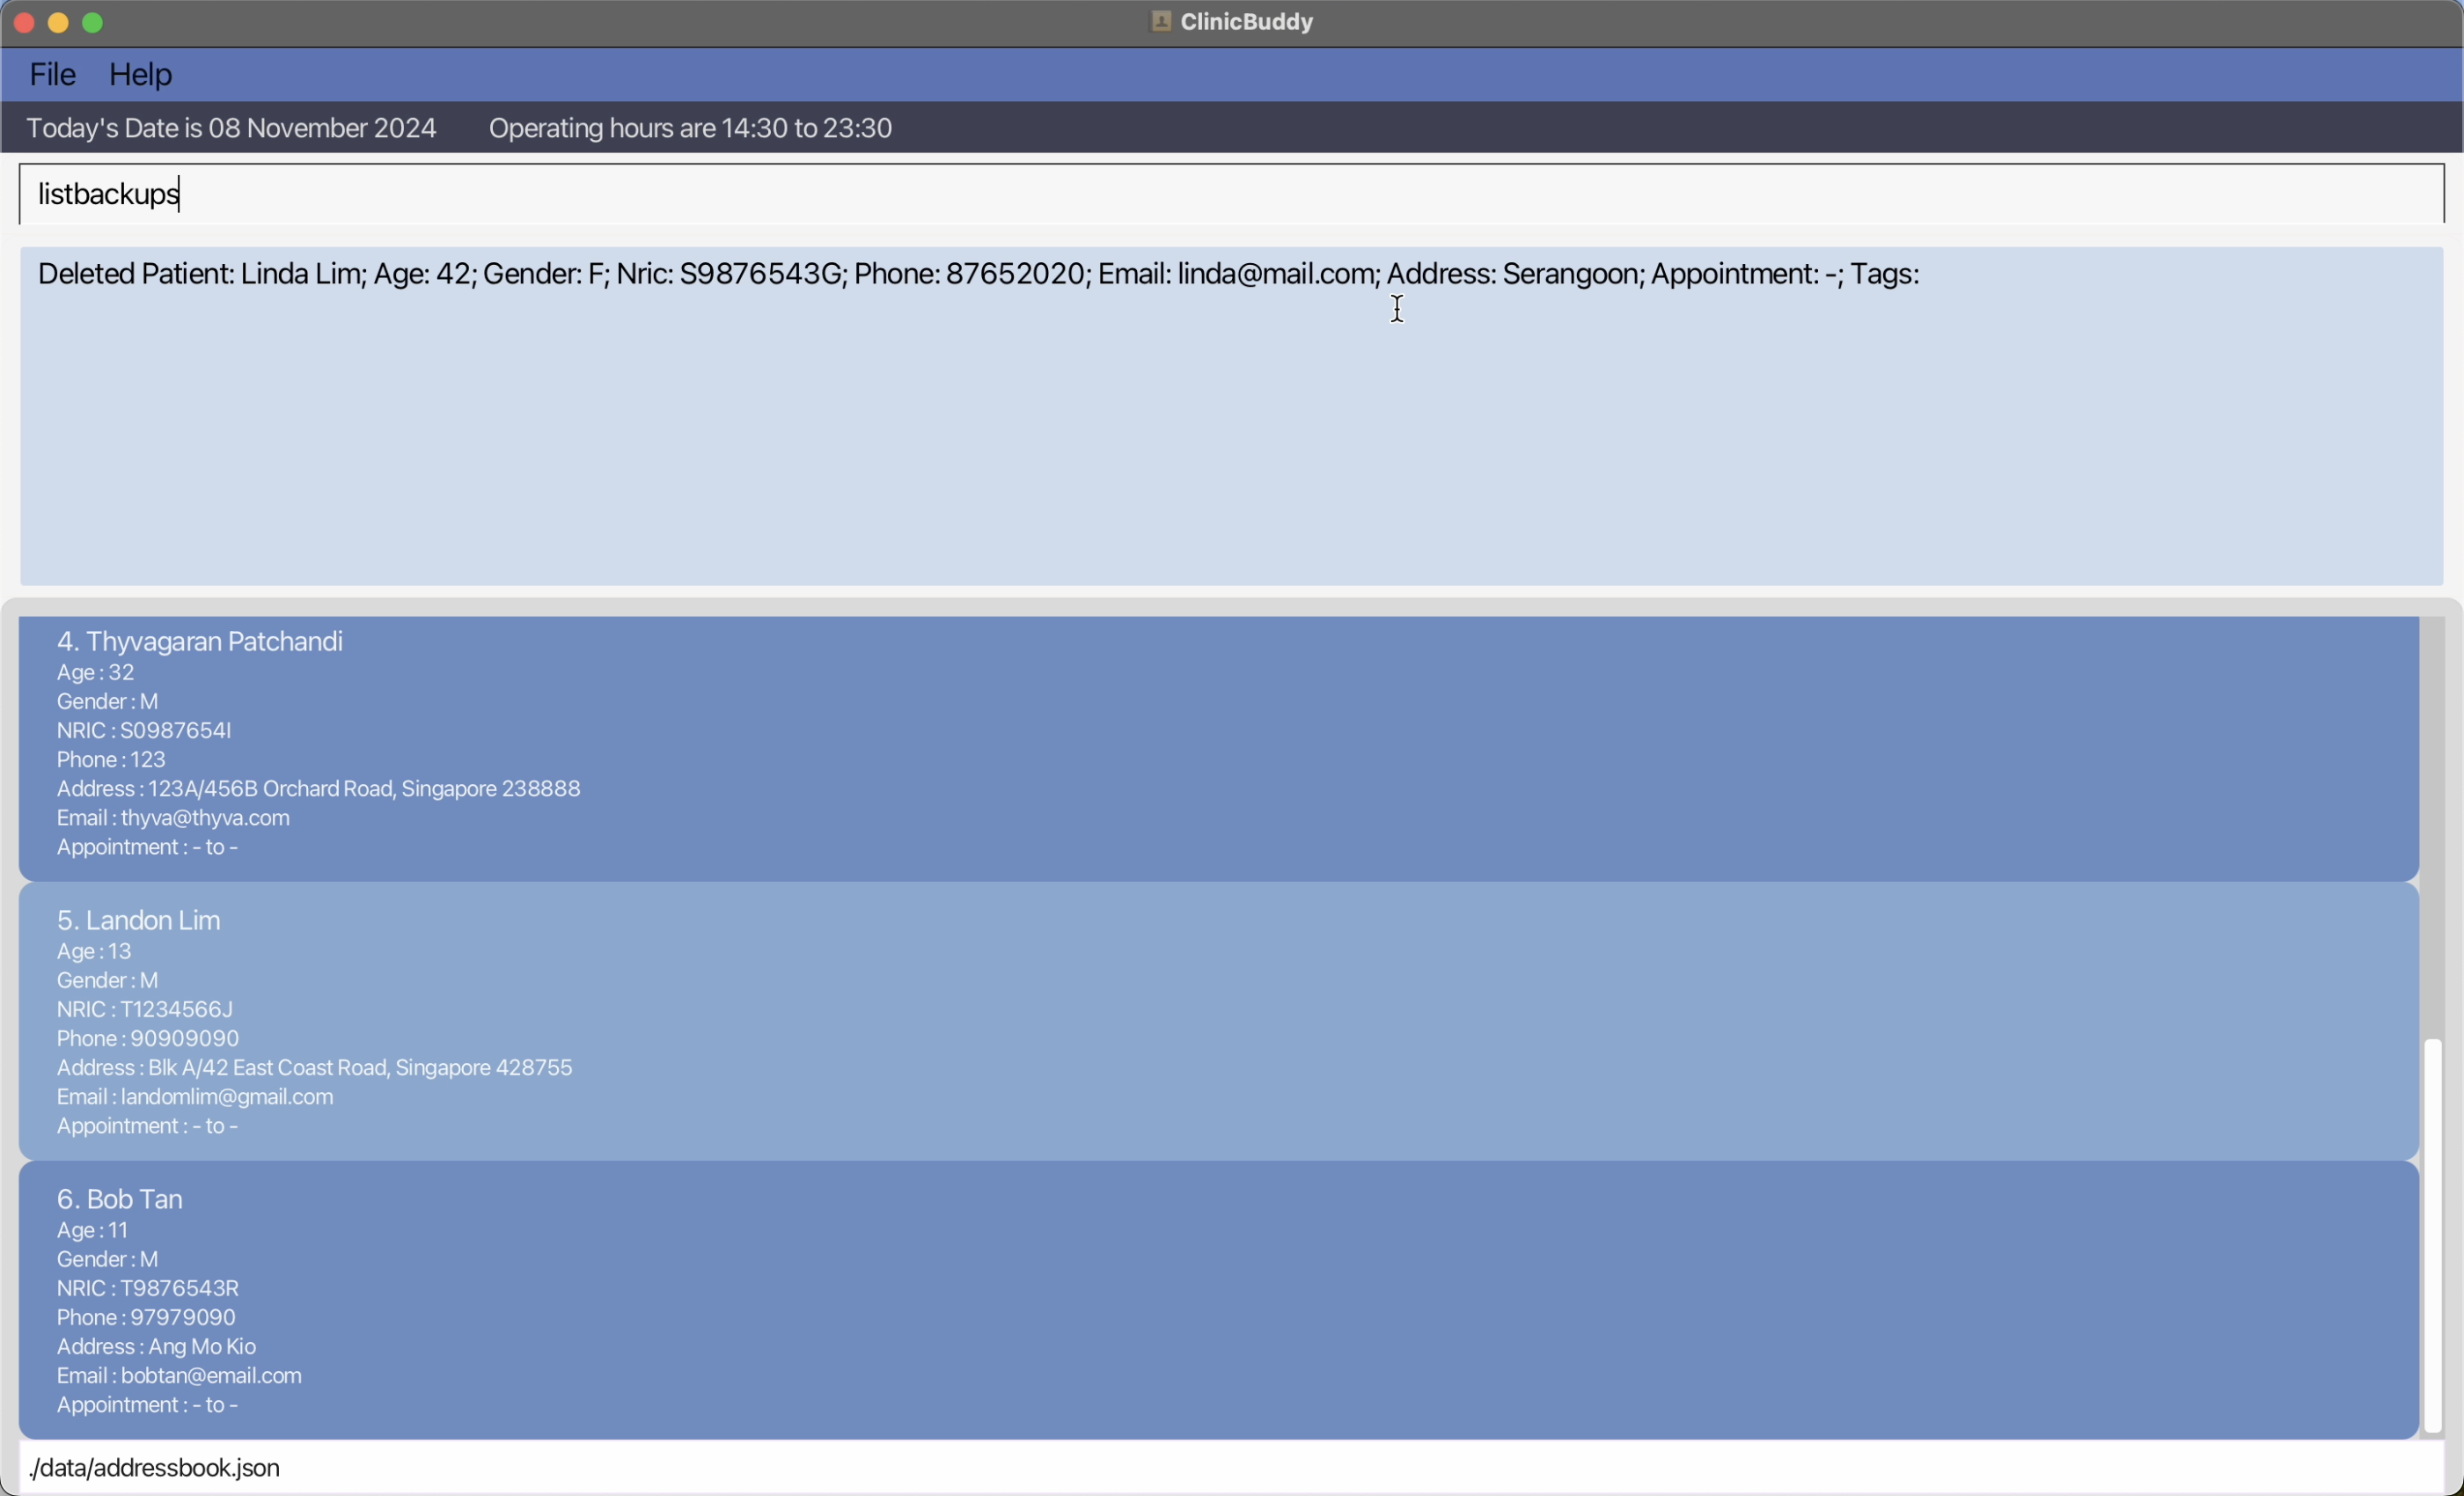 ClinicBuddy
File Help
Today's Date is 08 November 2024 Operating hours are 14:30 to 23:30
listbackups
Deleted Patient: Linda Lim; Age: 42; Gender: F; Nric: S9876543G; Phone: 87652020; Email: linda@mail.com; Address: Serangoon; Appointment: -; Tags:
4. Thyvagaran Patchandi
Age : 32
Gender : M
NRIC : S0987654I
Phone : 123
Address : 123A/456B Orchard Road, Singapore 238888
Email : thyva@thyva.com
Appointment : - to -
5. Landon Lim
Age : 13
Gender : M
NRIC : T1234566J
Phone : 90909090
Address : Blk A/42 East Coast Road, Singapore 428755
Email : landomlim@gmail.com
Appointment : - to -
6. Bob Tan
Age : 11
Gender : M
NRIC : T9876543R
Phone : 97979090
Address : Ang Mo Kio
Email : bobtan@email.com
Appointment : - to -
./data/addressbook.json